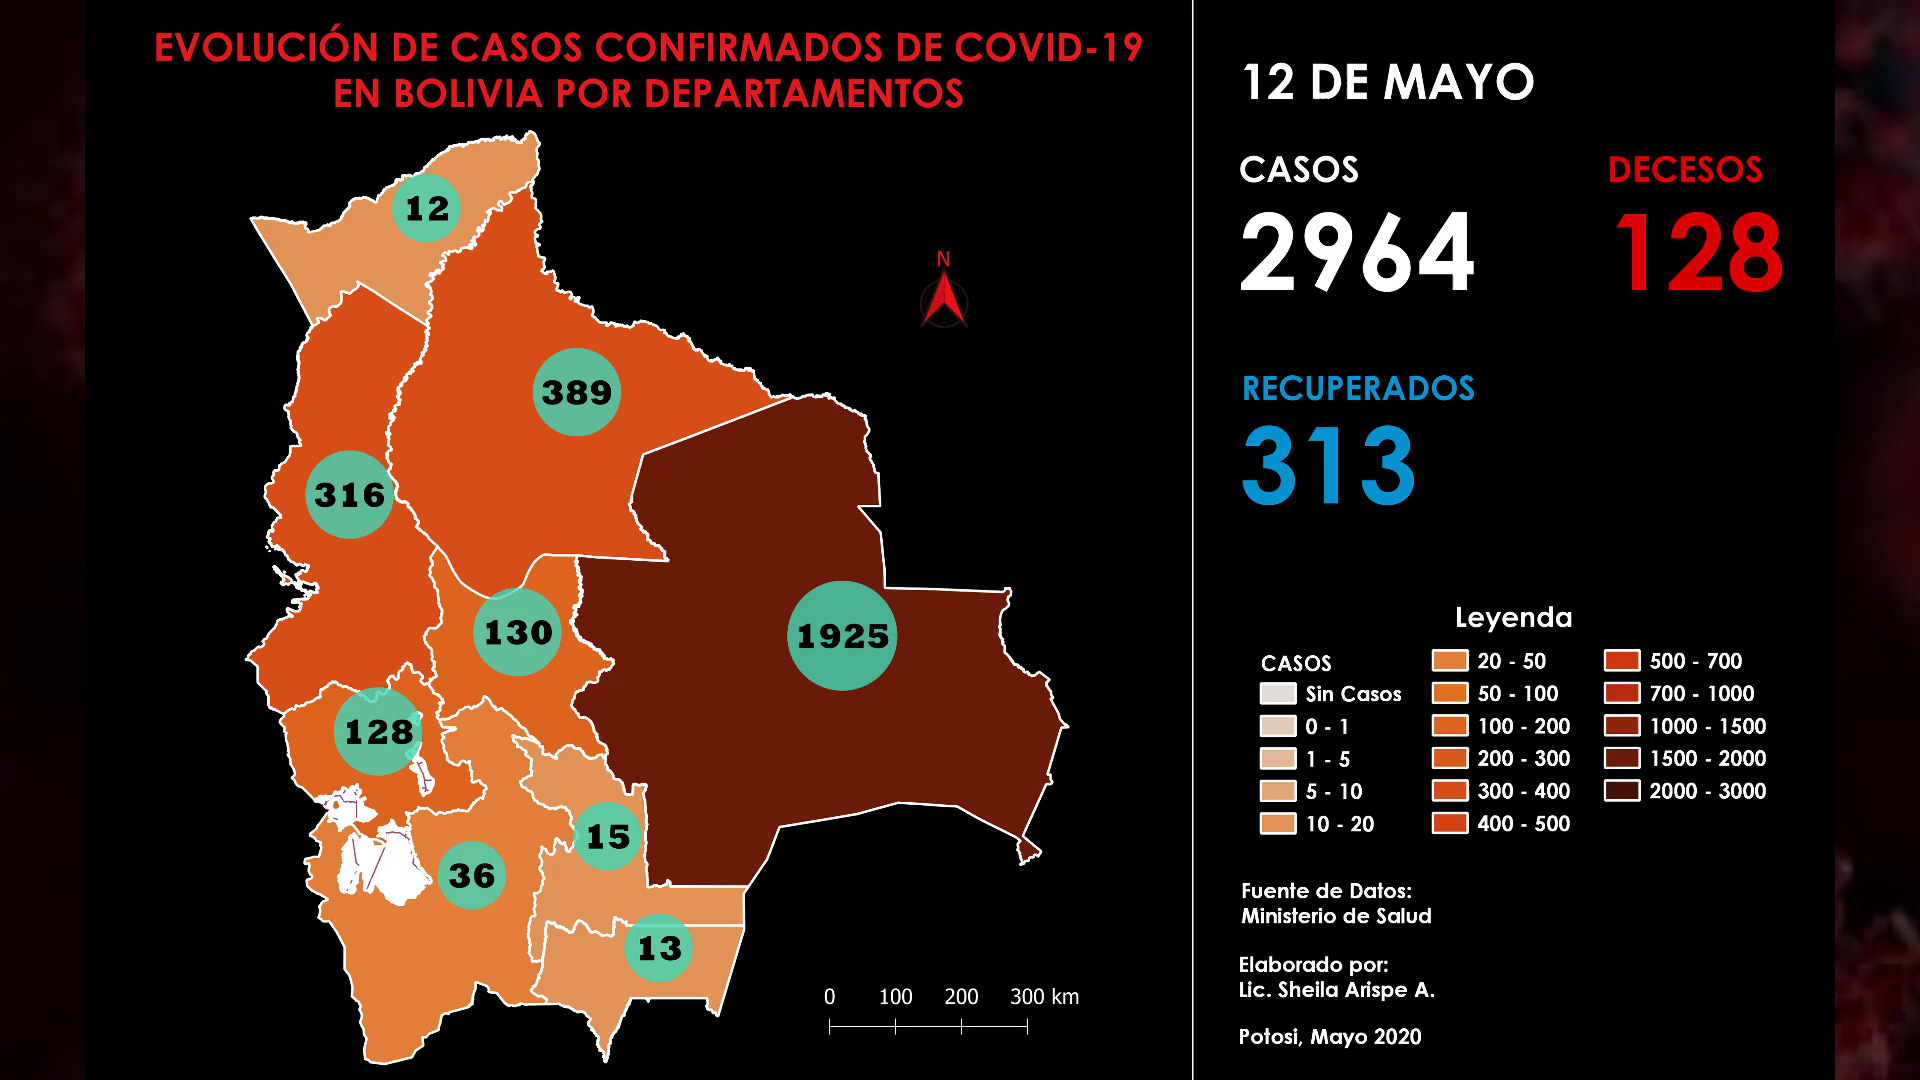 EVOLUCIÓN DE CASOS CONFIRMADOS DE COVID-19
EN BOLIVIA POR DEPARTAMENTOS
12
389
316
130
1925
128
15
36
13
N
0 100 200 300 km
12 DE MAYO
CASOS
2964
DECESOS
128
RECUPERADOS
313
Leyenda
CASOS
Sin Casos
0 - 1
1 - 5
5 - 10
10 - 20
20 - 50
50 - 100
100 - 200
200 - 300
300 - 400
400 - 500
500 - 700
700 - 1000
1000 - 1500
1500 - 2000
2000 - 3000
Fuente de Datos:
Ministerio de Salud
Elaborado por:
Lic. Sheila Arispe A.
Potosi, Mayo 2020